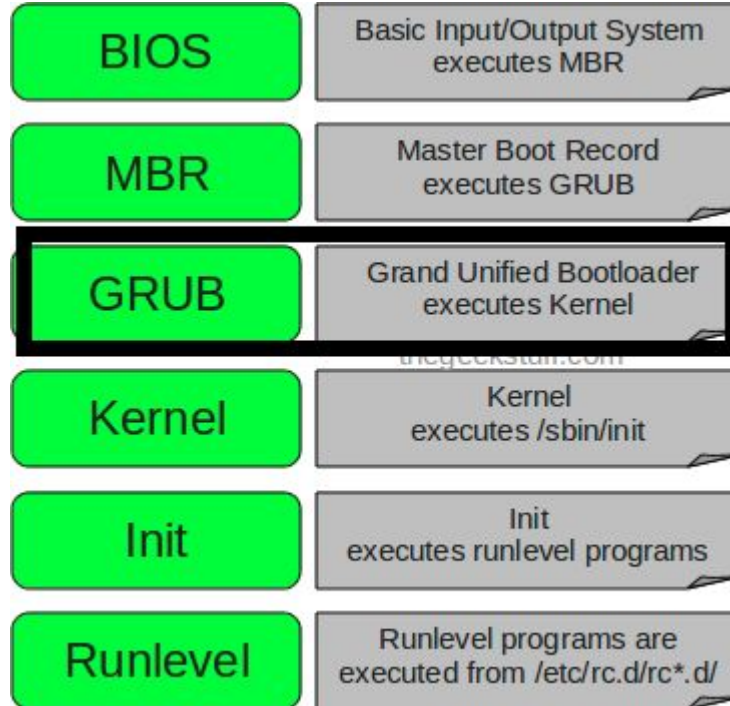 BIOS
Basic Input/Output System
executes MBR
MBR
Master Boot Record
executes GRUB
GRUB
Grand Unified Bootloader
executes Kernel
thegeekstuff.com
Kernel
Kernel
executes /sbin/init
Init
Init
executes runlevel programs
Runlevel
Runlevel programs are
executed from /etc/rc.d/rc*.d/